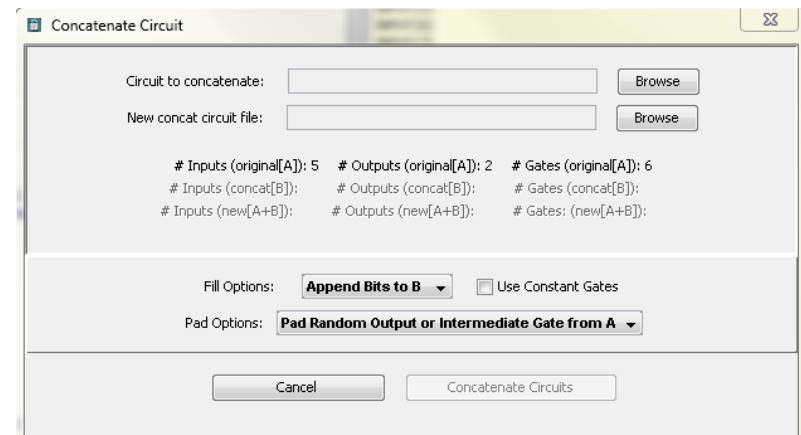 Concatenate Circuit
Circuit to concatenate: Browse
New concat circuit file: Browse
# Inputs (original[A]): 5 # Outputs (original[A]): 2 # Gates (original[A]): 6
# Inputs (concat[B]): # Outputs (concat[B]): # Gates (concat[B]):
# Inputs (new[A+B]): # Outputs (new[A+B]): # Gates: (new[A+B]):
Fill Options: Append Bits to B Use Constant Gates
Pad Options: Pad Random Output or Intermediate Gate from A
Cancel Concatenate Circuits